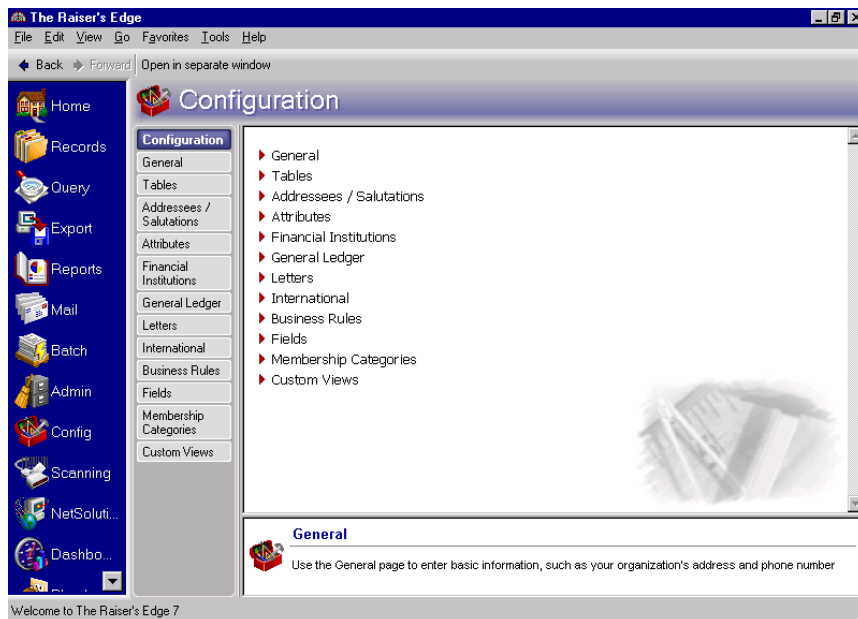 The Raiser's Edge
File Edit View Go Favorites Tools Help
Back Forward Open in separate window
Home
Records
Query
Export
Reports
Mail
Batch
Admin
Config
Scanning
NetSoluti...
Dashbo...
Configuration
Configuration
General
Tables
Addressees /
Salutations
Attributes
Financial
Institutions
General Ledger
Letters
International
Business Rules
Fields
Membership
Categories
Custom Views
General
Tables
Addressees / Salutations
Attributes
Financial Institutions
General Ledger
Letters
International
Business Rules
Fields
Membership Categories
Custom Views
General
Use the General page to enter basic information, such as your organization's address and phone number
Welcome to The Raiser's Edge 7